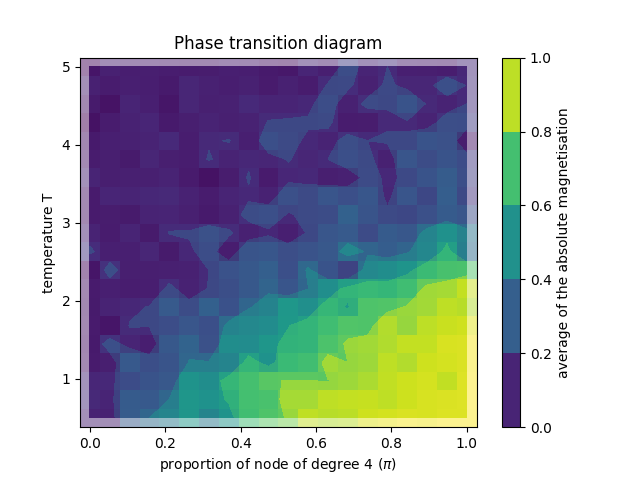 Phase transition diagram
temperature T
5
4
3
2
1
0.0 0.2 0.4 0.6 0.8 1.0
proportion of node of degree 4 (π)
1.0
0.8
0.6
0.4
0.2
0.0
average of the absolute magnetisation